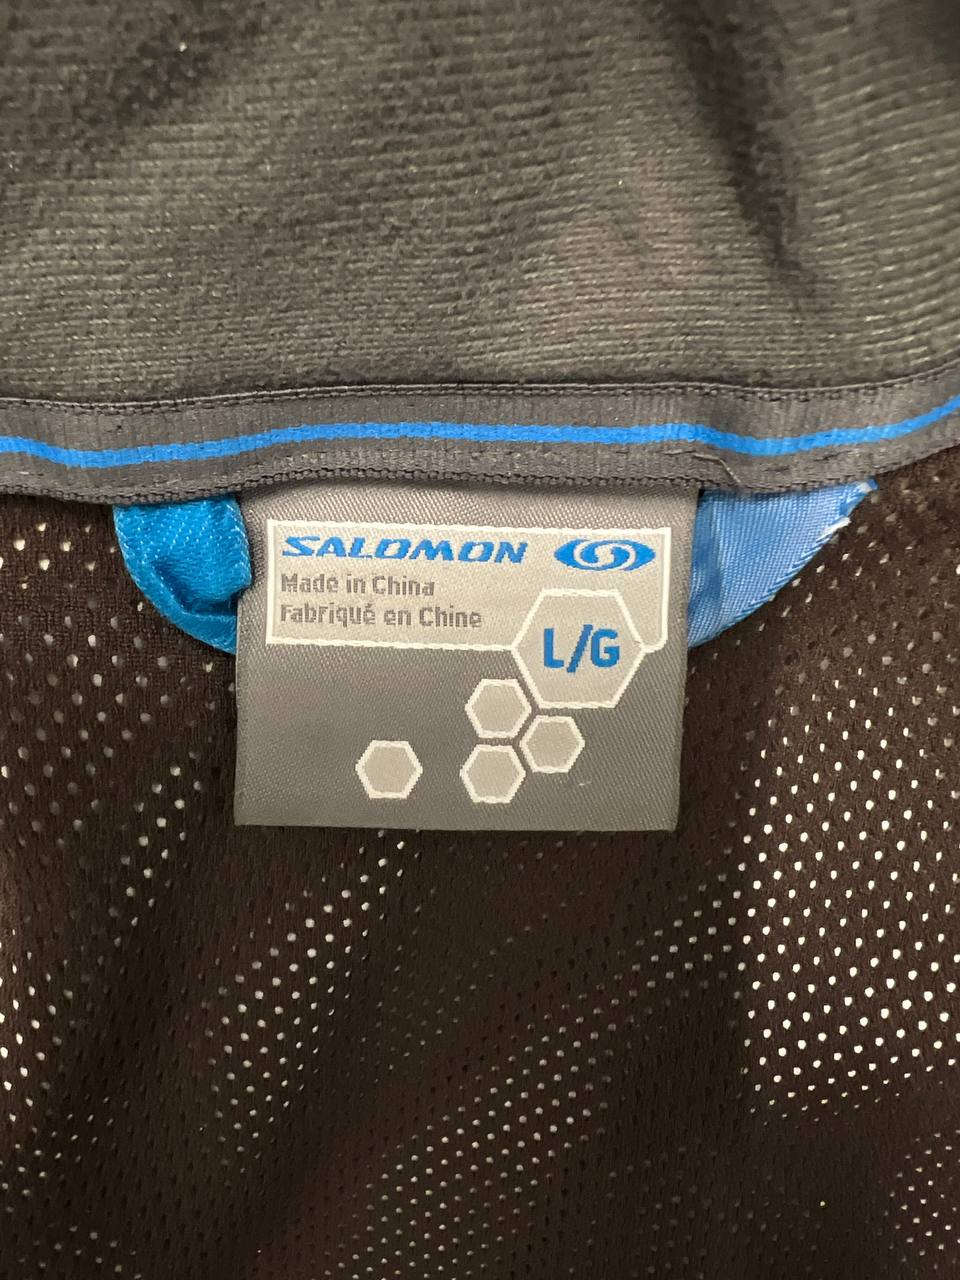 SALOMON
Made in China
Fabriqué en Chine
L/G